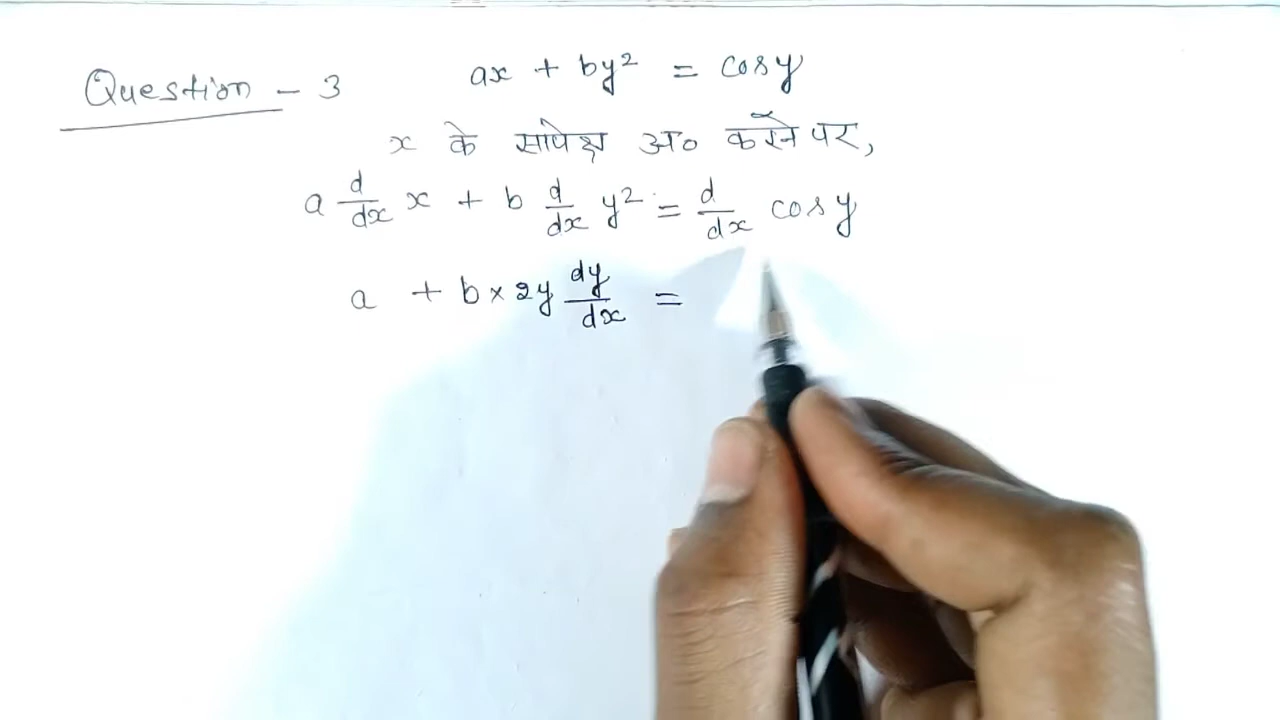 Question - 3 ax + by² = cos y
x के सापेक्ष अ० करने पर,
a d/dx x + b d/dx y² = d/dx cos y
a + b × 2y dy/dx =